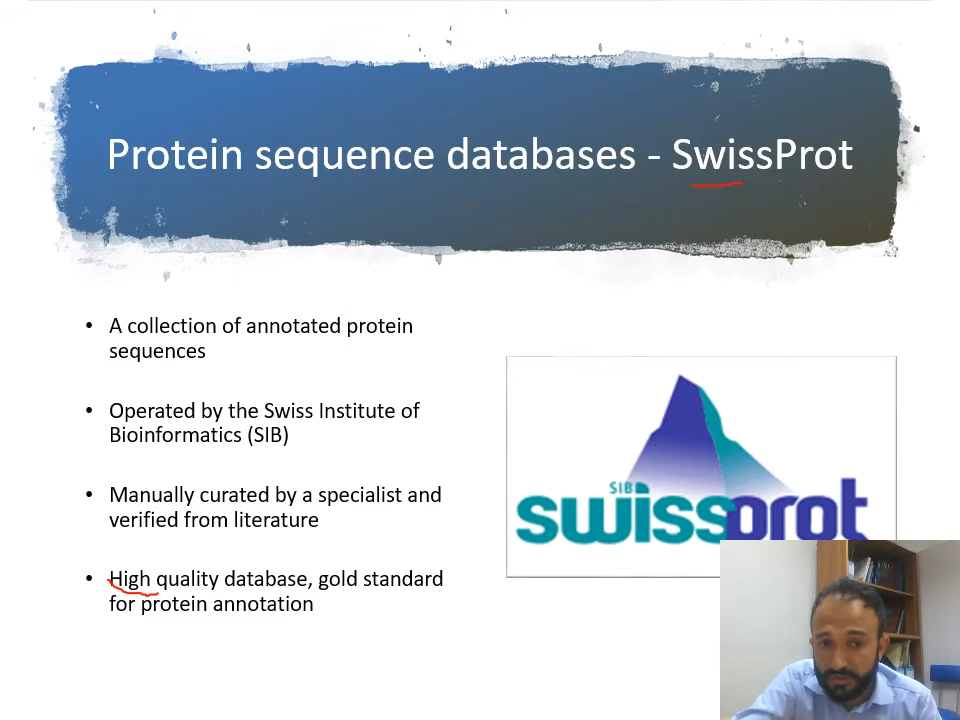 Protein sequence databases - SwissProt
• A collection of annotated protein
sequences
• Operated by the Swiss Institute of
Bioinformatics (SIB)
• Manually curated by a specialist and
verified from literature
• High quality database, gold standard
for protein annotation
SIB
swissprot